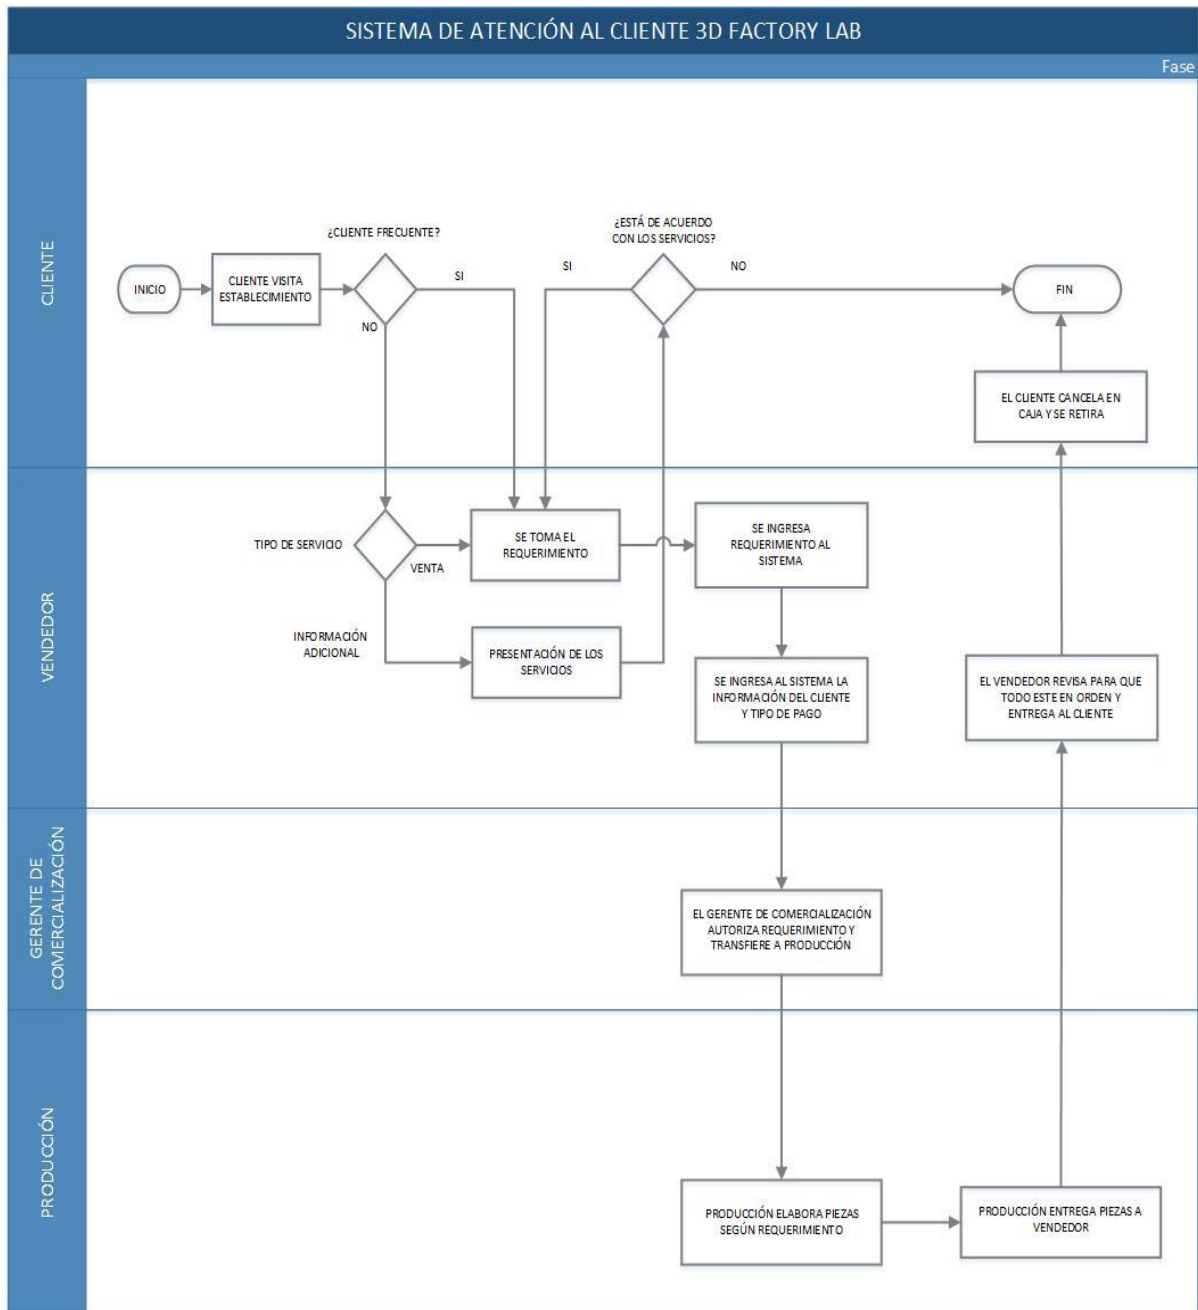 SISTEMA DE ATENCIÓN AL CLIENTE 3D FACTORY LAB
Fase
CLIENTE
¿CLIENTE FRECUENTE?
¿ESTÁ DE ACUERDO
CON LOS SERVICIOS?
INICIO
CLIENTE VISITA
ESTABLECIMIENTO
SI
NO
SI
NO
FIN
EL CLIENTE CANCELA EN
CAJA Y SE RETIRA
VENDEDOR
TIPO DE SERVICIO
VENTA
SE TOMA EL
REQUERIMIENTO
SE INGRESA
REQUERIMIENTO AL
SISTEMA
INFORMACIÓN
ADICIONAL
PRESENTACIÓN DE LOS
SERVICIOS
SE INGRESA AL SISTEMA LA
INFORMACIÓN DEL CLIENTE
Y TIPO DE PAGO
EL VENDEDOR REVISA PARA QUE
TODO ESTE EN ORDEN Y
ENTREGA AL CLIENTE
GERENTE DE
COMERCIALIZACIÓN
EL GERENTE DE COMERCIALIZACIÓN
AUTORIZA REQUERIMIENTO Y
TRANSFIERE A PRODUCCIÓN
PRODUCCIÓN
PRODUCCIÓN ELABORA PIEZAS
SEGÚN REQUERIMIENTO
PRODUCCIÓN ENTREGA PIEZAS A
VENDEDOR